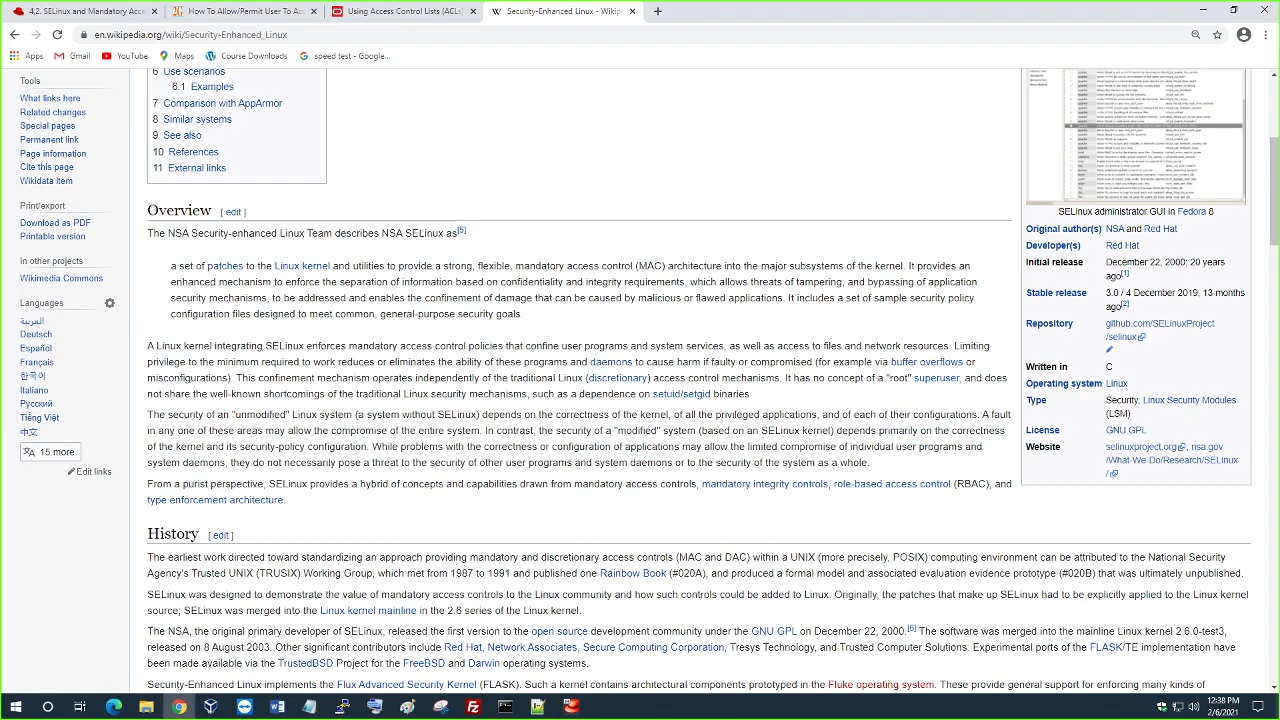 4.2. SELinux and Mandatory Acce
How To Allow/Permit User To Ac
Using Access Control Lists (ACLs)
Security-Enhanced Linux - Wikip
en.wikipedia.org/wiki/Security-Enhanced_Linux
Apps
Gmail
YouTube
Maps
Course Downloads
speed test - Google...
Tools
What links here
Related changes
Special pages
Permanent link
Page information
Cite this page
Wikidata item
Print/export
Download as PDF
Printable version
In other projects
Wikimedia Commons
Languages
العربية
Deutsch
Español
Français
한국어
Italiano
Русский
Tiếng Việt
中文
15 more
Edit links
6 Use scenarios
6.1 Examples
7 Comparison with AppArmor
8 Similar systems
9 See also
10 References
11 External links
Overview [ edit ]
The NSA Security-enhanced Linux Team describes NSA SELinux as[5]
a set of patches to the Linux kernel and utilities to provide a strong, flexible, mandatory access control (MAC) architecture into the major subsystems of the kernel. It provides an
enhanced mechanism to enforce the separation of information based on confidentiality and integrity requirements, which allows threats of tampering, and bypassing of application
security mechanisms, to be addressed and enables the confinement of damage that can be caused by malicious or flawed applications. It includes a set of sample security policy
configuration files designed to meet common, general-purpose security goals.
A Linux kernel integrating SELinux enforces mandatory access control policies that confine user programs and system services, as well as access to files and network resources. Limiting
privilege to the minimum required to work reduces or eliminates the ability of these programs and daemons to cause harm if faulty or compromised (for example via buffer overflows or
misconfigurations). This confinement mechanism operates independently of the traditional Linux (discretionary) access control mechanisms. It has no concept of a "root" superuser, and does
not share the well-known shortcomings of the traditional Linux security mechanisms, such as a dependence on setuid/setgid binaries.
The security of an "unmodified" Linux system (a system without SELinux) depends on the correctness of the kernel, of all the privileged applications, and of each of their configurations. A fault
in any one of these areas may allow the compromise of the entire system. In contrast, the security of a "modified" system (based on an SELinux kernel) depends primarily on the correctness
of the kernel and its security-policy configuration. While problems with the correctness or configuration of applications may allow the limited compromise of individual user programs and
system daemons, they do not necessarily pose a threat to the security of other user programs and system daemons or to the security of the system as a whole.
From a purist perspective, SELinux provides a hybrid of concepts and capabilities drawn from mandatory access controls, mandatory integrity controls, role-based access control (RBAC), and
type enforcement architecture.
SELinux administrator GUI in Fedora 8
Original author(s) NSA and Red Hat
Developer(s) Red Hat
Initial release December 22, 2000; 20 years
ago[1]
Stable release 3.0 / 4 December 2019; 13 months
ago[2]
Repository github.com/SELinuxProject
/selinux
Written in C
Operating system Linux
Type Security, Linux Security Modules
(LSM)
License GNU GPL
Website selinuxproject.org, nsa.gov
/What-We-Do/Research/SELinux
/
History [ edit ]
The earliest work directed toward standardizing an approach providing mandatory and discretionary access controls (MAC and DAC) within a UNIX (more precisely, POSIX) computing environment can be attributed to the National Security
Agency's Trusted UNIX (TRUSIX) Working Group, which met from 1987 to 1991 and published one Rainbow Book (#020A), and produced a formal model and associated evaluation evidence prototype (#020B) that was ultimately unpublished.
SELinux was designed to demonstrate the value of mandatory access controls to the Linux community and how such controls could be added to Linux. Originally, the patches that make up SELinux had to be explicitly applied to the Linux kernel
source; SELinux was merged into the Linux kernel mainline in the 2.6 series of the Linux kernel.
The NSA, the original primary developer of SELinux, released the first version to the open source development community under the GNU GPL on December 22, 2000.[6] The software was merged into the mainline Linux kernel 2.6.0-test3,
released on 8 August 2003. Other significant contributors include Red Hat, Network Associates, Secure Computing Corporation, Tresys Technology, and Trusted Computer Solutions. Experimental ports of the FLASK/TE implementation have
been made available via the TrustedBSD Project for the FreeBSD and Darwin operating systems.
Security-Enhanced Linux implements the Flux Advanced Security Kernel (FLASK). Such a kernel contains architectural components prototyped in the Fluke operating system. These provide general support for enforcing many kinds of
12:38 PM
2/6/2021